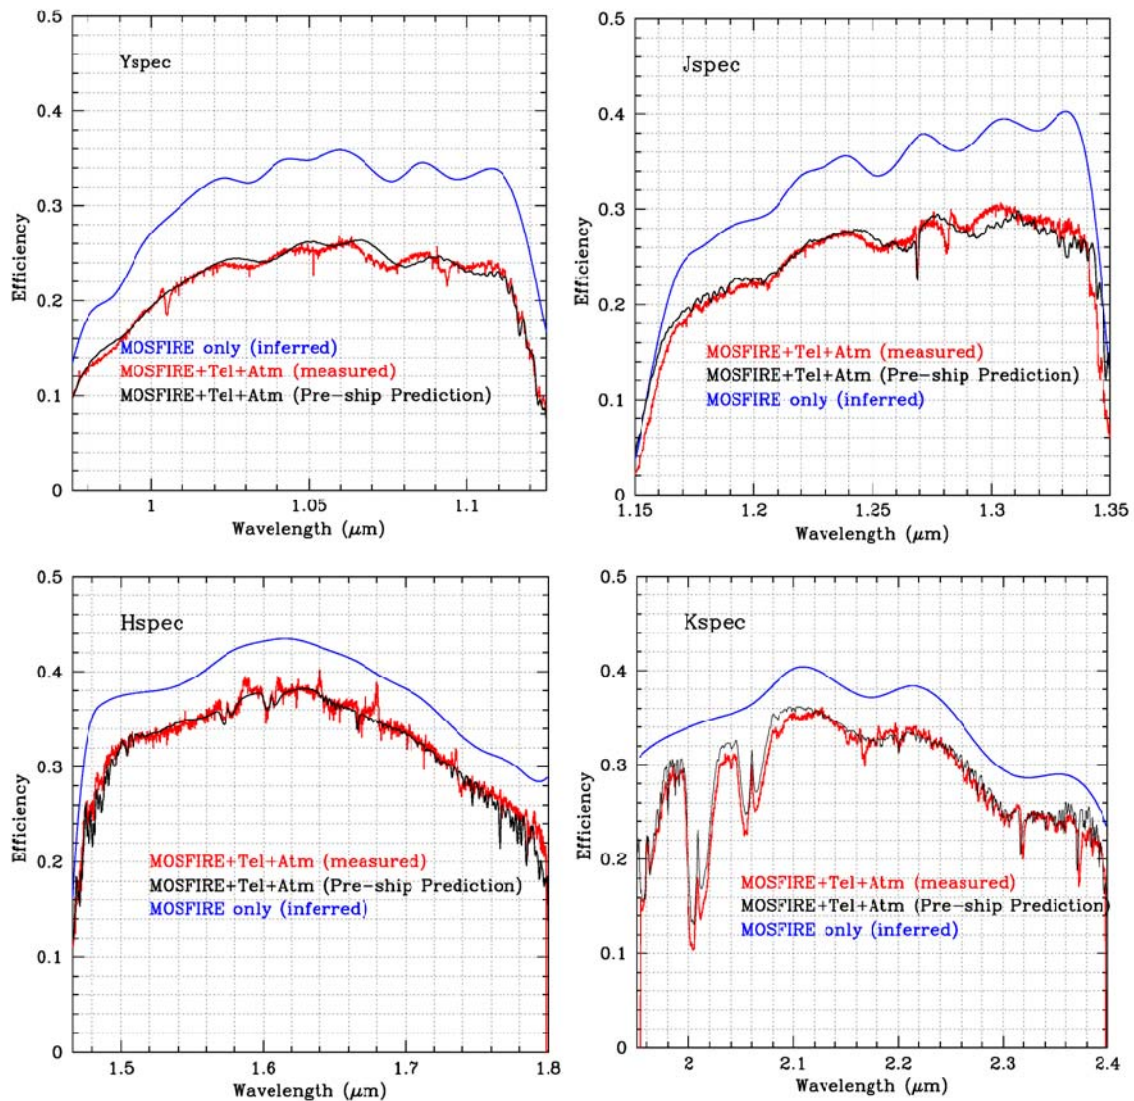 0.5
0.4
0.3
0.2
0.1
0
Efficiency
Yspec
MOSFIRE only (inferred)
MOSFIRE+Tel+Atm (measured)
MOSFIRE+Tel+Atm (Pre-ship Prediction)
1 1.05 1.1
Wavelength (μm)
0.5
0.4
0.3
0.2
0.1
0
Efficiency
Jspec
MOSFIRE+Tel+Atm (measured)
MOSFIRE+Tel+Atm (Pre-ship Prediction)
MOSFIRE only (inferred)
1.15 1.2 1.25 1.3 1.35
Wavelength (μm)
0.5
0.4
0.3
0.2
0.1
0
Efficiency
Hspec
MOSFIRE+Tel+Atm (measured)
MOSFIRE+Tel+Atm (Pre-ship Prediction)
MOSFIRE only (inferred)
1.5 1.6 1.7 1.8
Wavelength (μm)
0.5
0.4
0.3
0.2
0.1
0
Efficiency
Kspec
MOSFIRE+Tel+Atm (measured)
MOSFIRE+Tel+Atm (Pre-ship Prediction)
MOSFIRE only (inferred)
2 2.1 2.2 2.3 2.4
Wavelength (μm)